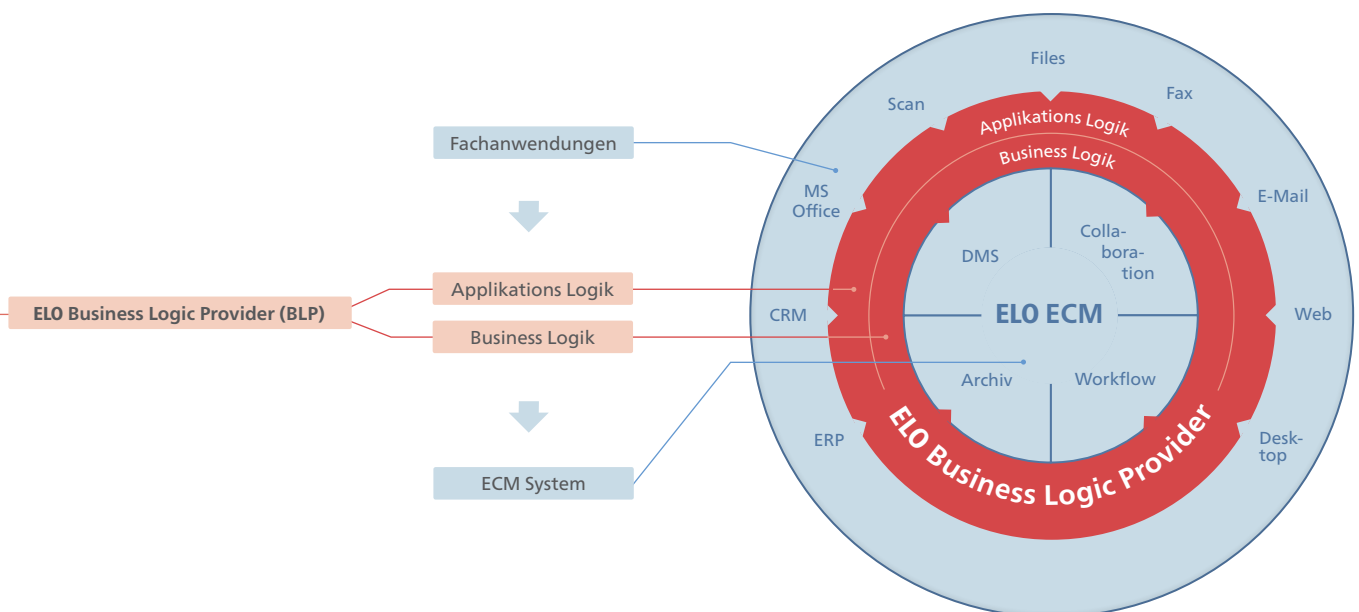 Fachanwendungen
ELO Business Logic Provider (BLP)
Applikations Logik
Business Logik
ECM System
Files
Scan
Fax
MS
Office
E-Mail
CRM
Web
ERP
Desk-
top
Applikations Logik
Business Logik
DMS
Colla-
bora-
tion
ELO ECM
Archiv
Workflow
ELO Business Logic Provider